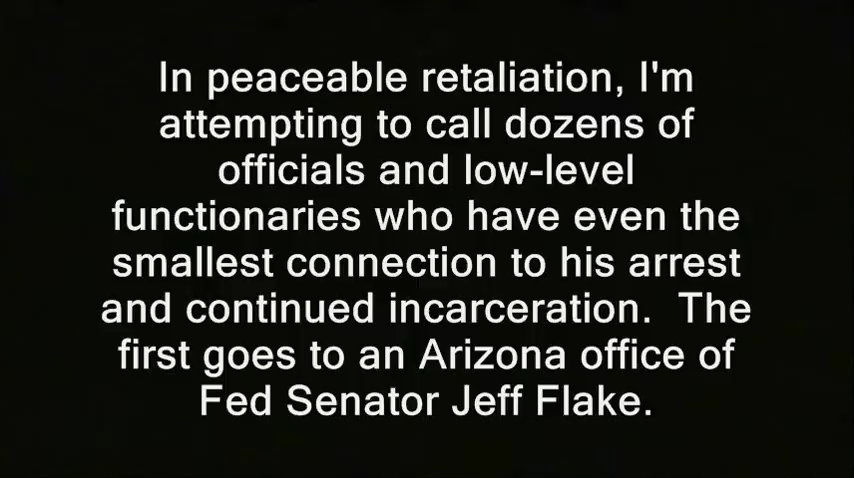 In peaceable retaliation, I'm
attempting to call dozens of
officials and low-level
functionaries who have even the
smallest connection to his arrest
and continued incarceration.  The
first goes to an Arizona office of
Fed Senator Jeff Flake.